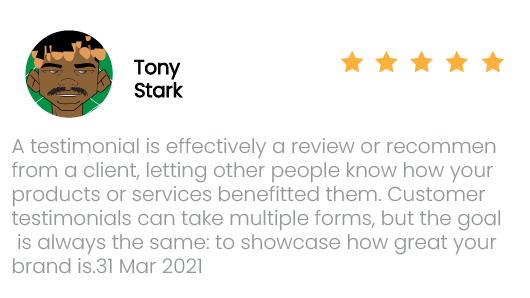 Tony
Stark
A testimonial is effectively a review or recommen
from a client, letting other people know how your
products or services benefitted them. Customer
testimonials can take multiple forms, but the goal
is always the same: to showcase how great your
brand is.31 Mar 2021